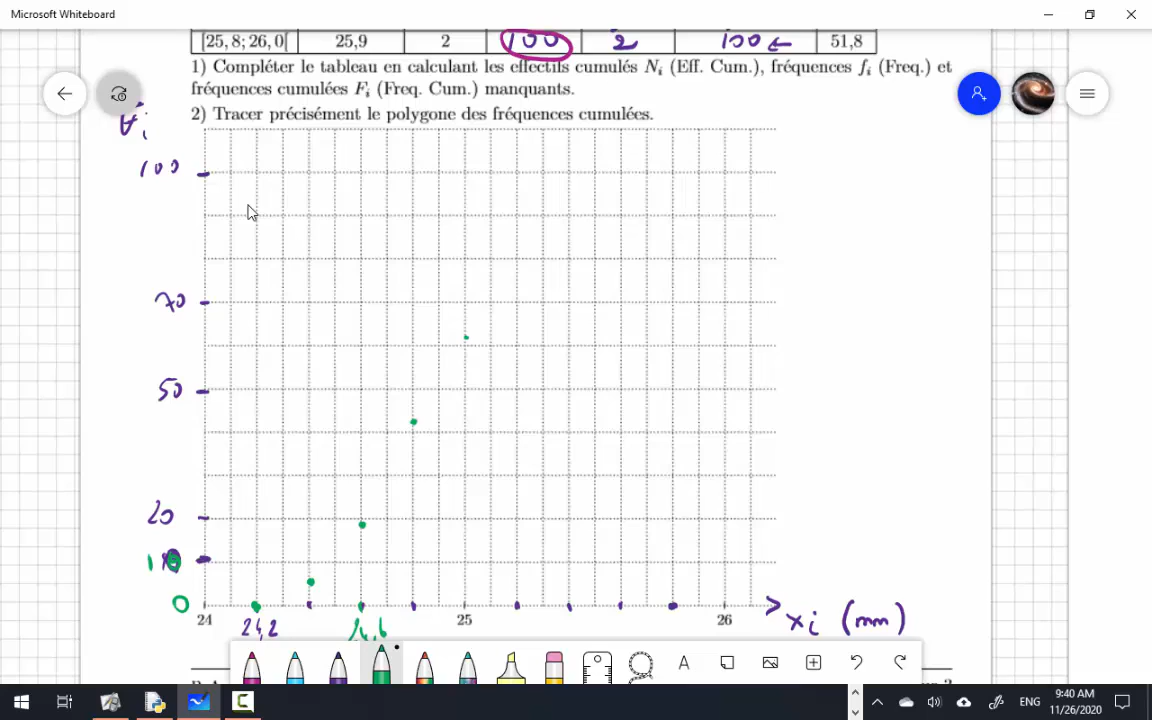 Microsoft Whiteboard
[25, 8; 26, 0[ 25,9 2 100 2 100 ← 51,8
1) Compléter le tableau en calculant les effectifs cumulés Ni (Eff. Cum.), fréquences fi (Freq.) et
fréquences cumulées Fi (Freq. Cum.) manquants.
2) Tracer précisément le polygone des fréquences cumulées.
100
70
50
20
10
0
24 25 26 xi (mm)
24,2 24,6
A
ENG
9:40 AM
11/26/2020